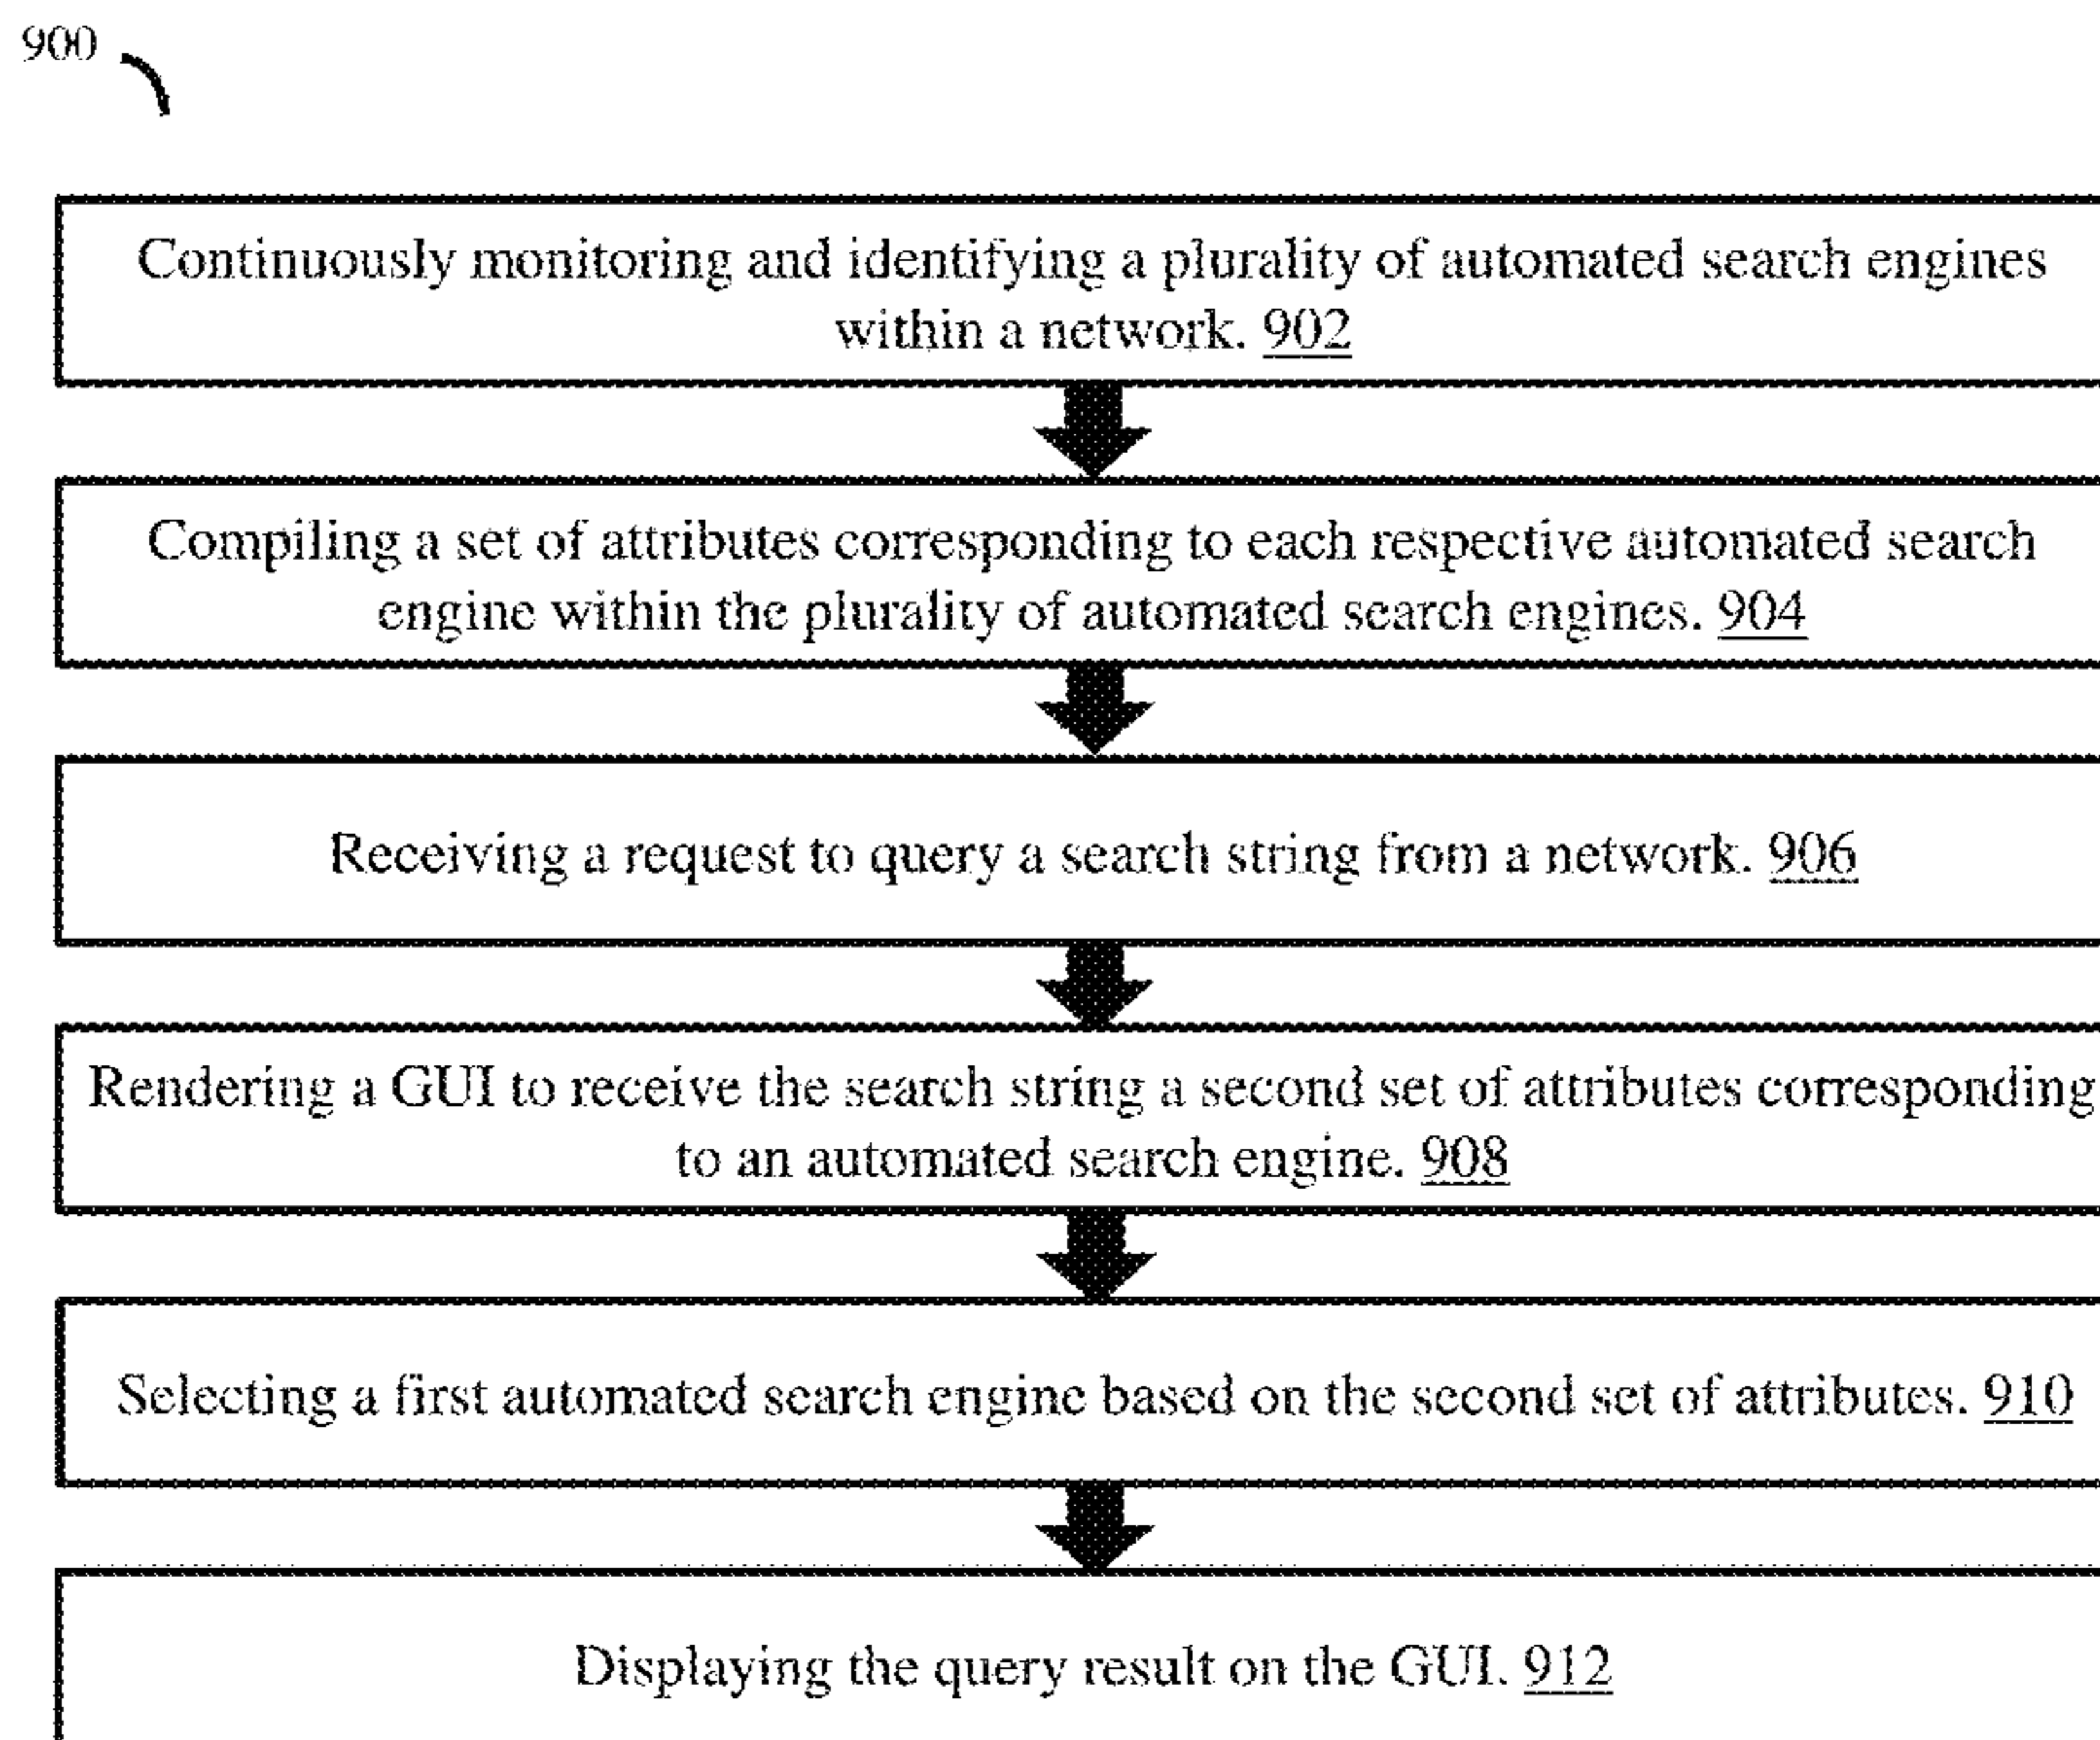 900
Continuously monitoring and identifying a plurality of automated search engines
within a network. 902
Compiling a set of attributes corresponding to each respective automated search
engine within the plurality of automated search engines. 904
Receiving a request to query a search string from a network. 906
Rendering a GUI to receive the search string a second set of attributes corresponding
to an automated search engine. 908
Selecting a first automated search engine based on the second set of attributes. 910
Displaying the query result on the GUI. 912